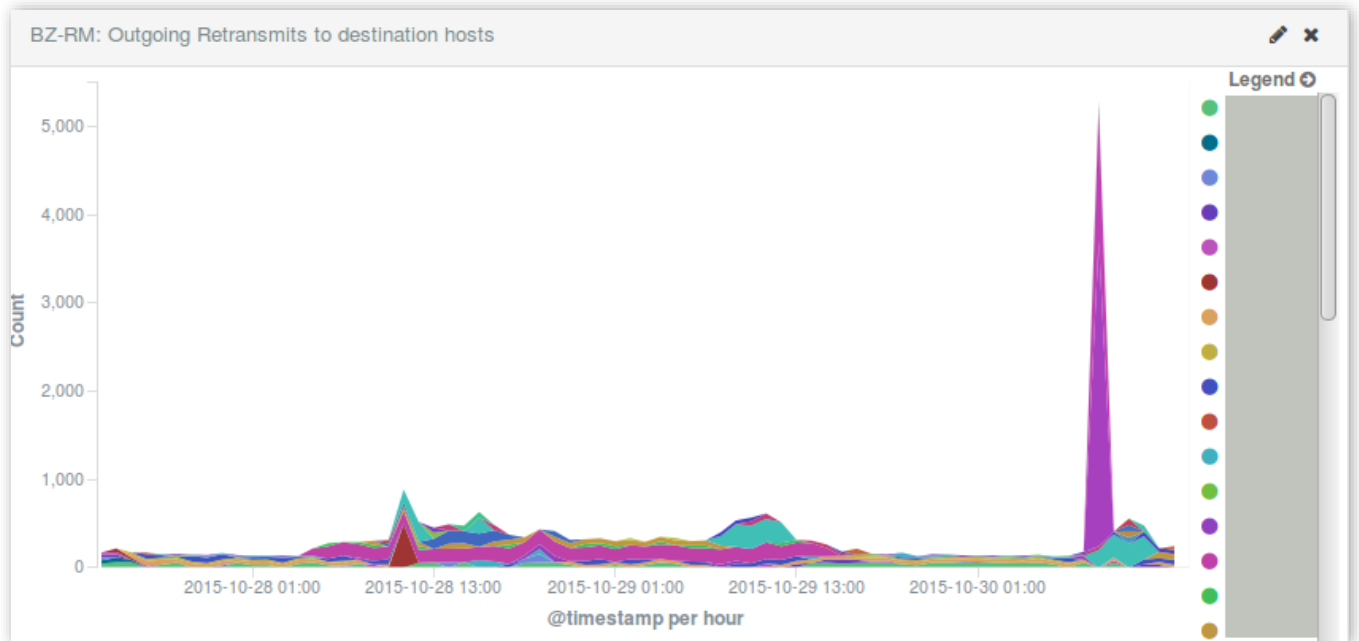 BZ-RM: Outgoing Retransmits to destination hosts
Legend
5,000
4,000
3,000
2,000
1,000
0
Count
2015-10-28 01:00 2015-10-28 13:00 2015-10-29 01:00 2015-10-29 13:00 2015-10-30 01:00
@timestamp per hour